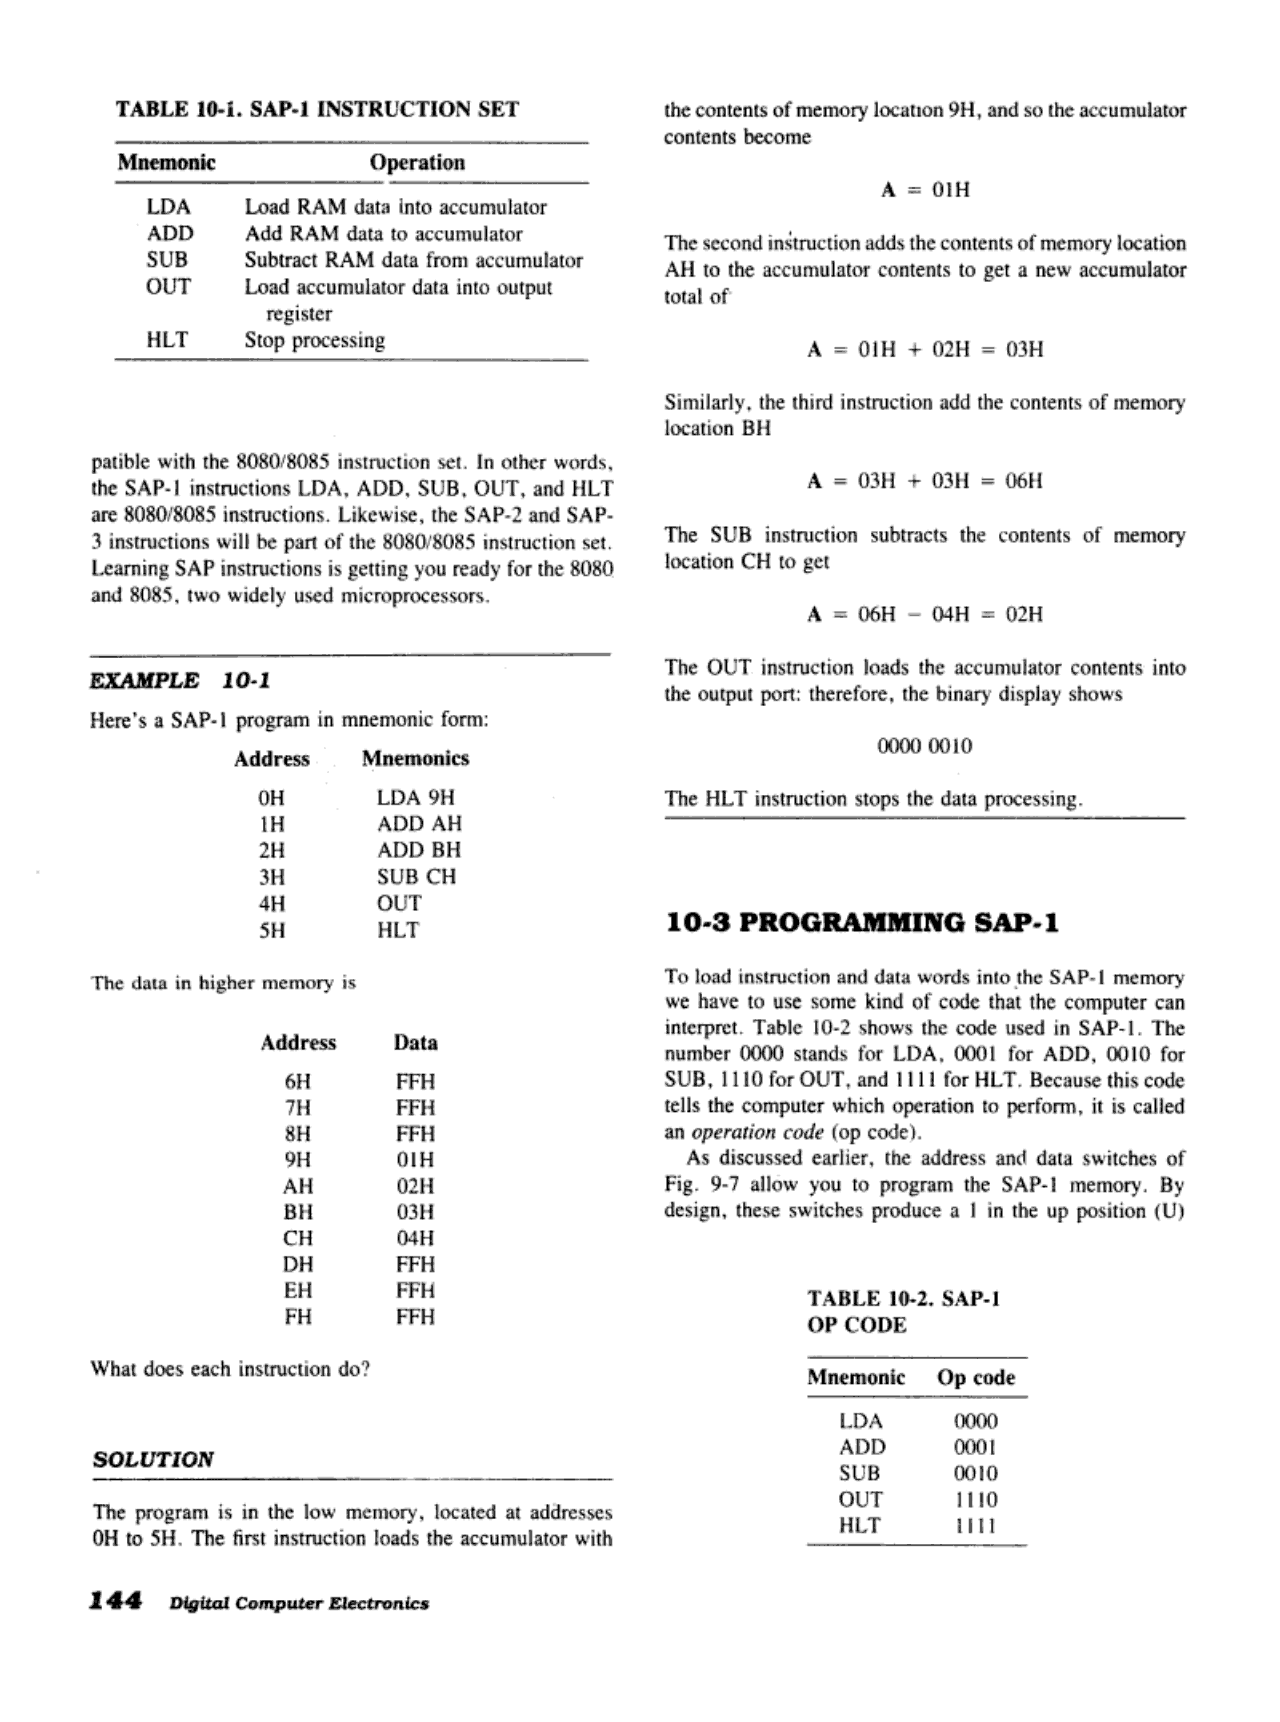 TABLE 10-1. SAP-1 INSTRUCTION SET
Mnemonic Operation
LDA Load RAM data into accumulator
ADD Add RAM data to accumulator
SUB Subtract RAM data from accumulator
OUT Load accumulator data into output
register
HLT Stop processing
patible with the 8080/8085 instruction set. In other words,
the SAP-1 instructions LDA, ADD, SUB, OUT, and HLT
are 8080/8085 instructions. Likewise, the SAP-2 and SAP-
3 instructions will be part of the 8080/8085 instruction set.
Learning SAP instructions is getting you ready for the 8080
and 8085, two widely used microprocessors.
EXAMPLE 10-1
Here's a SAP-1 program in mnemonic form:
Address Mnemonics
0H LDA 9H
1H ADD AH
2H ADD BH
3H SUB CH
4H OUT
5H HLT
The data in higher memory is
Address Data
6H FFH
7H FFH
8H FFH
9H 01H
AH 02H
BH 03H
CH 04H
DH FFH
EH FFH
FH FFH
What does each instruction do?
SOLUTION
The program is in the low memory, located at addresses
0H to 5H. The first instruction loads the accumulator with
the contents of memory location 9H, and so the accumulator
contents become
A = 01H
The second instruction adds the contents of memory location
AH to the accumulator contents to get a new accumulator
total of
A = 01H + 02H = 03H
Similarly, the third instruction add the contents of memory
location BH
A = 03H + 03H = 06H
The SUB instruction subtracts the contents of memory
location CH to get
A = 06H − 04H = 02H
The OUT instruction loads the accumulator contents into
the output port: therefore, the binary display shows
0000 0010
The HLT instruction stops the data processing.
10-3 PROGRAMMING SAP-1
To load instruction and data words into the SAP-1 memory
we have to use some kind of code that the computer can
interpret. Table 10-2 shows the code used in SAP-1. The
number 0000 stands for LDA, 0001 for ADD, 0010 for
SUB, 1110 for OUT, and 1111 for HLT. Because this code
tells the computer which operation to perform, it is called
an operation code (op code).
As discussed earlier, the address and data switches of
Fig. 9-7 allow you to program the SAP-1 memory. By
design, these switches produce a 1 in the up position (U)
TABLE 10-2. SAP-1
OP CODE
Mnemonic Op code
LDA 0000
ADD 0001
SUB 0010
OUT 1110
HLT 1111
144 Digital Computer Electronics